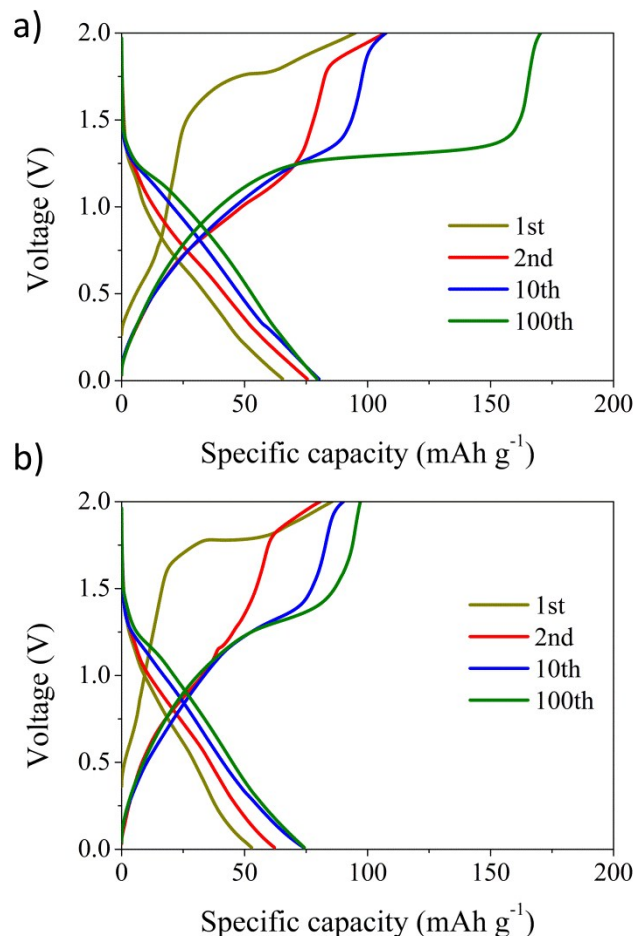 a)
2.0
1.5
1.0
0.5
0.0
Voltage (V)
1st
2nd
10th
100th
0 50 100 150 200
Specific capacity (mAh g⁻¹)
b)
2.0
1.5
1.0
0.5
0.0
Voltage (V)
1st
2nd
10th
100th
0 50 100 150 200
Specific capacity (mAh g⁻¹)